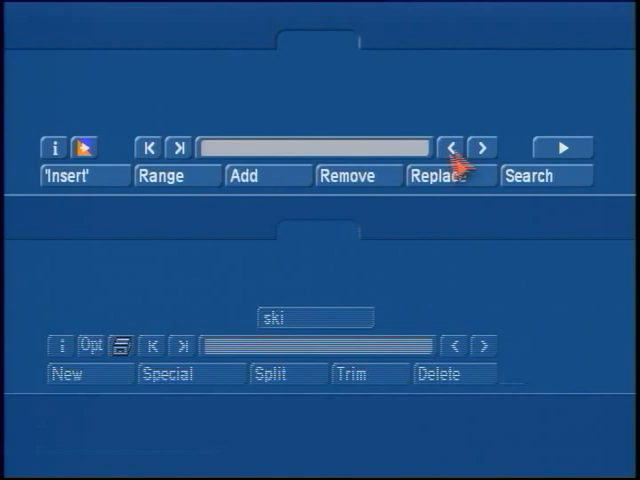 i
'Insert' Range Add Remove Replace Search
ski
i Opt
New Special Split Trim Delete